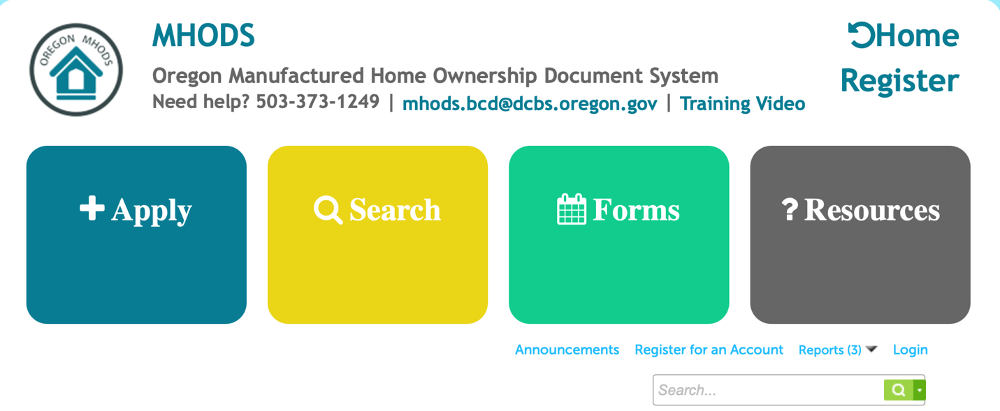 OREGON MHODS
MHODS
Oregon Manufactured Home Ownership Document System
Need help? 503-373-1249 | mhods.bcd@dcbs.oregon.gov | Training Video
Home
Register
Apply
Search
Forms
? Resources
Announcements Register for an Account Reports (3) Login
Search...